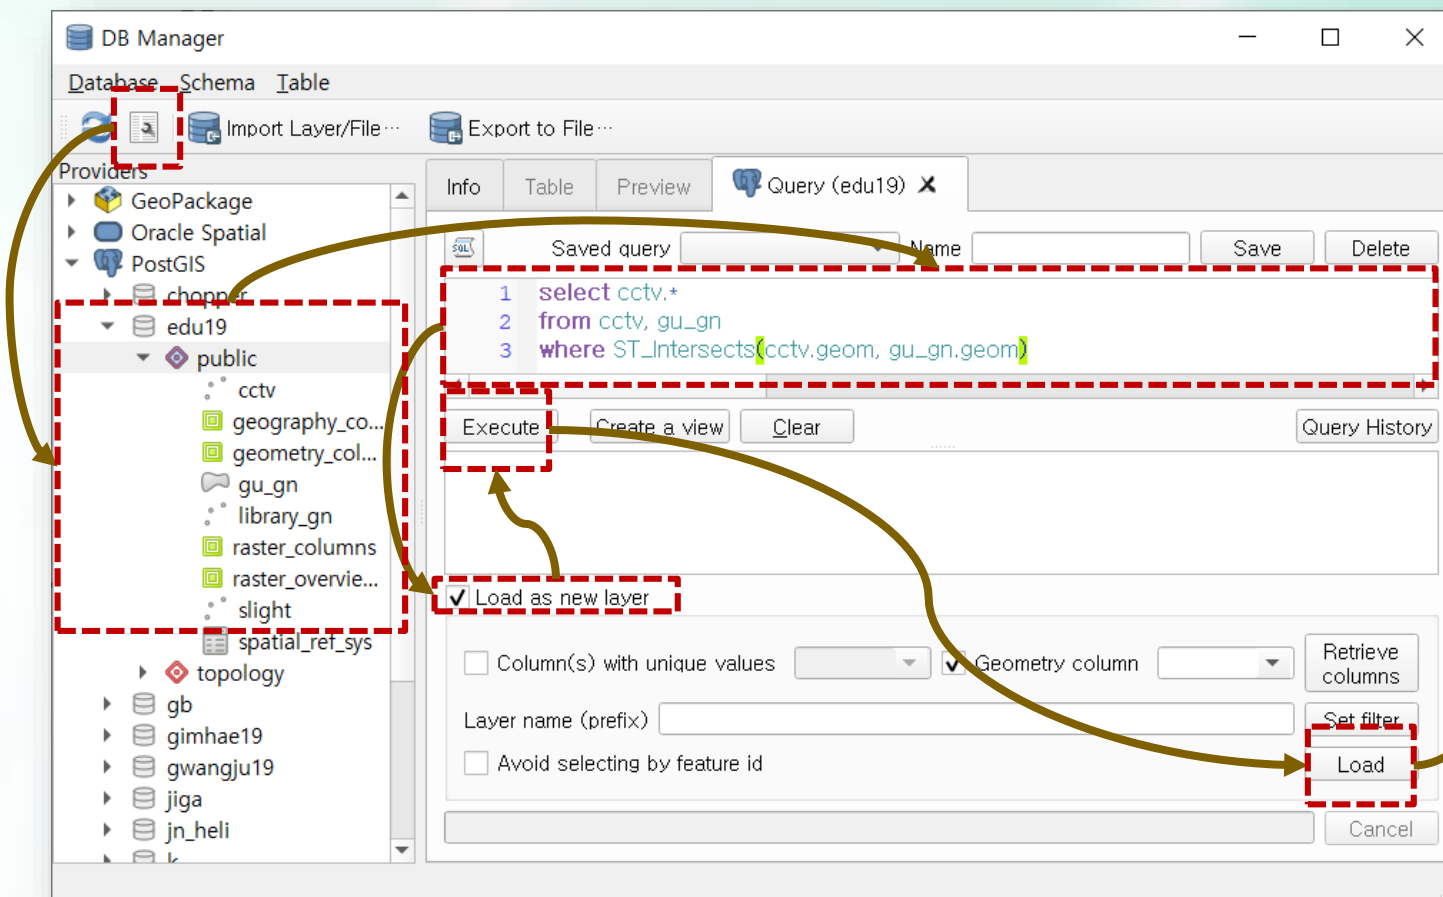 DB Manager
Database Schema Table
Import Layer/File… Export to File…
Providers
GeoPackage
Oracle Spatial
PostGIS
chopper
edu19
public
cctv
geography_co...
geometry_col...
gu_gn
library_gn
raster_columns
raster_overvie...
slight
spatial_ref_sys
topology
gb
gimhae19
gwangju19
jiga
jn_heli
k
Info Table Preview Query (edu19) X
SQL Saved query Name Save Delete
1 select cctv.*
2 from cctv, gu_gn
3 where ST_Intersects(cctv.geom, gu_gn.geom)
Execute Create a view Clear Query History
Load as new layer
Column(s) with unique values Geometry column Retrieve
columns
Layer name (prefix) Set filter
Avoid selecting by feature id Load
Cancel